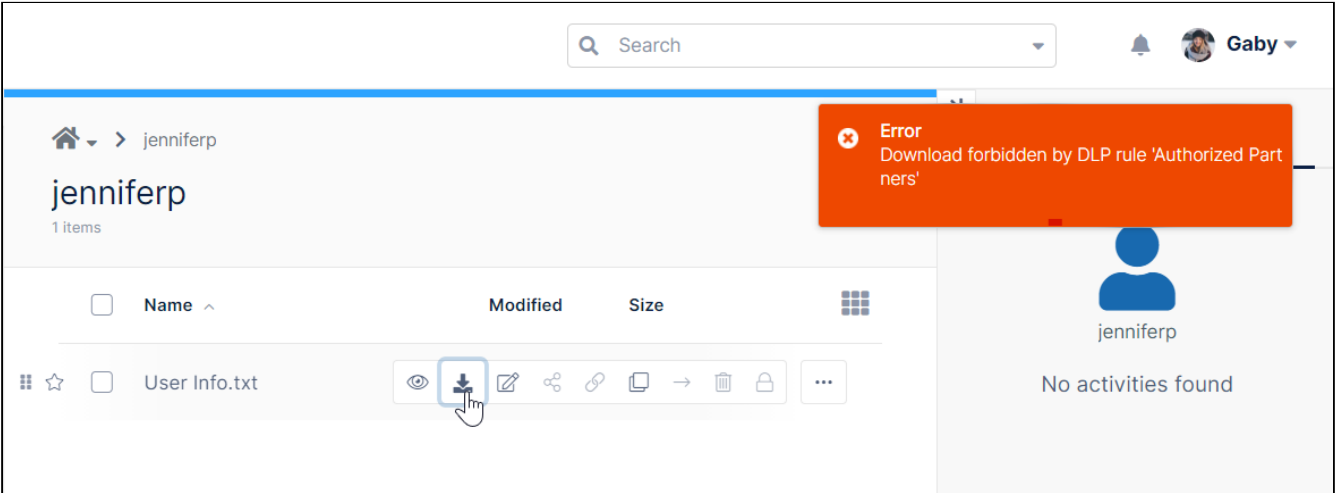 Search
Gaby
jenniferp
Error
Download forbidden by DLP rule 'Authorized Part
ners'
jenniferp
1 items
Name
Modified
Size
jenniferp
User Info.txt
No activities found